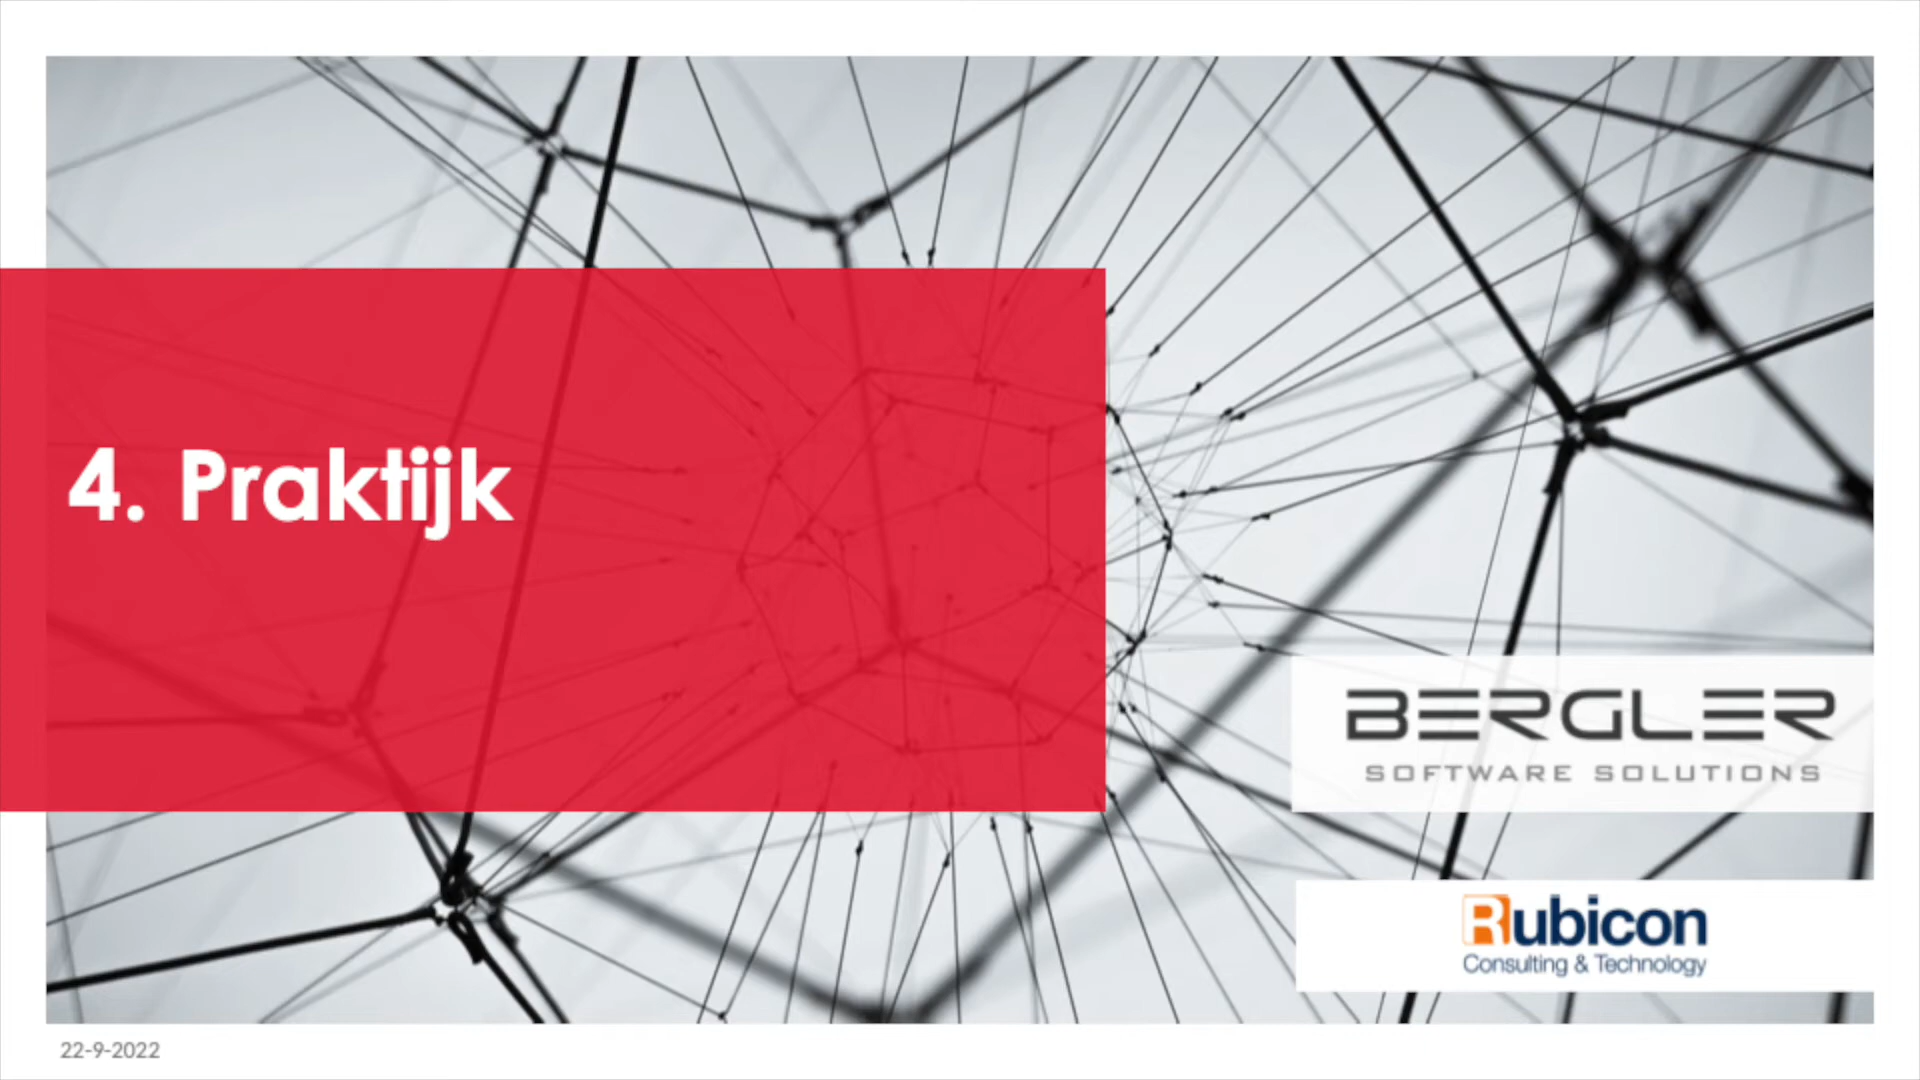 4. Praktijk
BERGLER
SOFTWARE SOLUTIONS
Rubicon
Consulting & Technology
22-9-2022